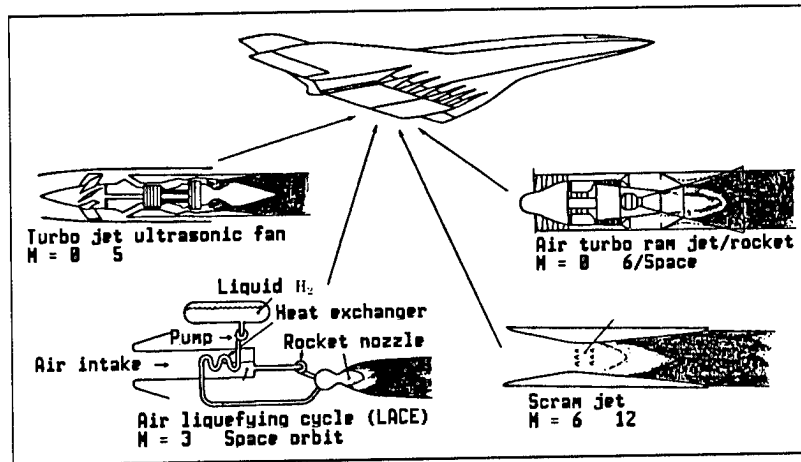 Turbo jet ultrasonic fan
M = 0 5
Air turbo ram jet/rocket
M = 0 6/Space
Liquid H₂
Heat exchanger
Pump
Rocket nozzle
Air intake
Air liquefying cycle (LACE)
M = 3 Space orbit
Scram jet
M = 6 12